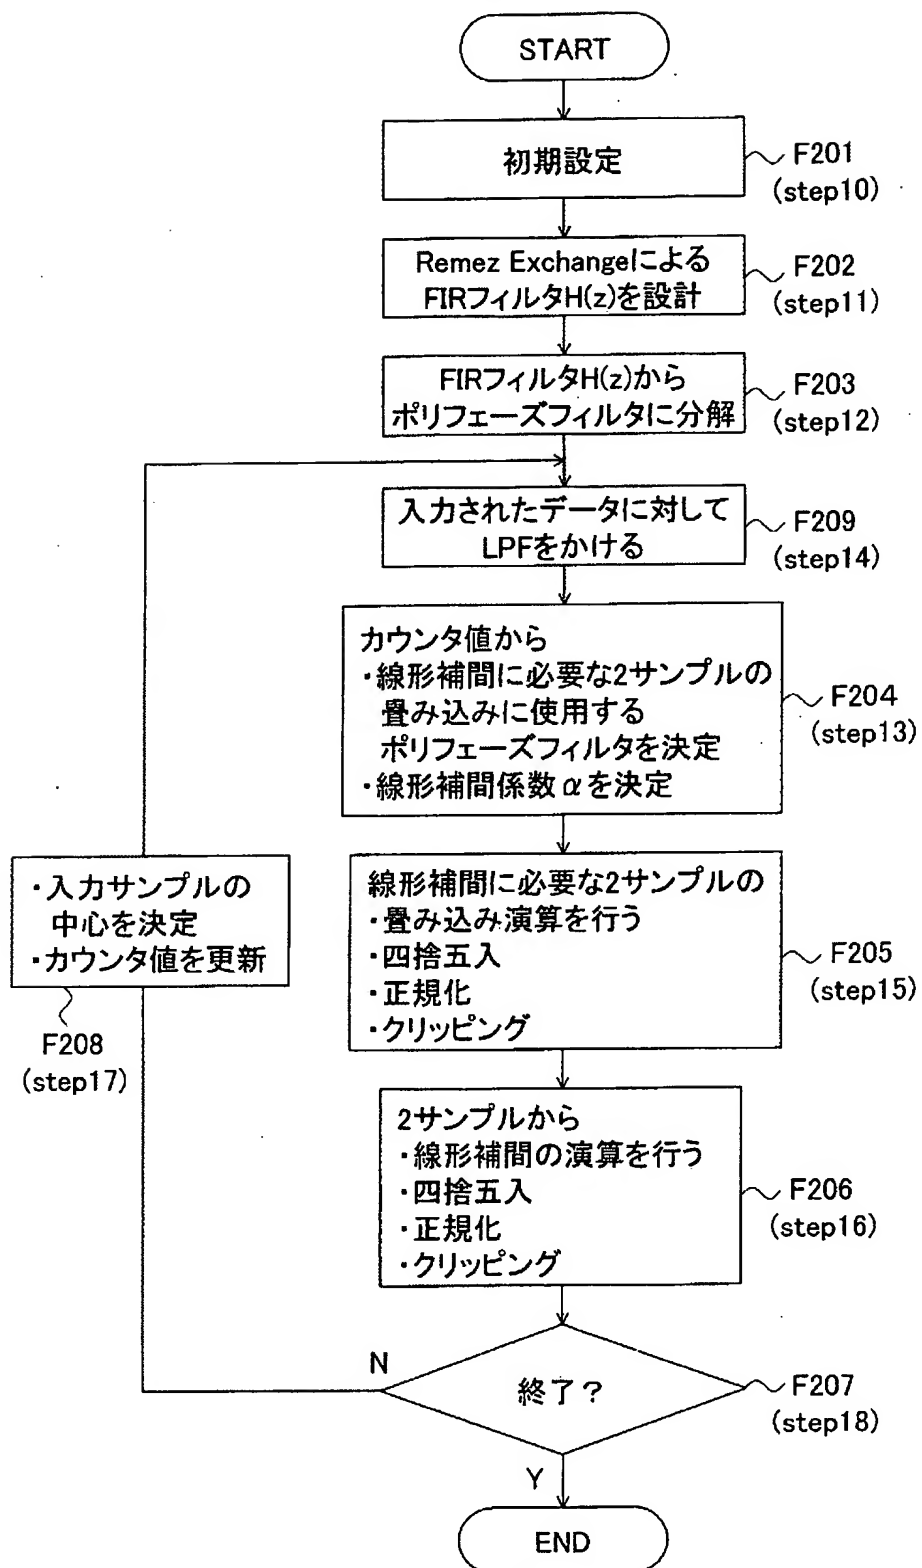 START
初期設定
F201
(step10)
Remez Exchangeによる
FIRフィルタH(z)を設計
F202
(step11)
FIRフィルタH(z)から
ポリフェーズフィルタに分解
F203
(step12)
入力されたデータに対して
LPFをかける
F209
(step14)
カウンタ値から
・線形補間に必要な2サンプルの
畳み込みに使用する
ポリフェーズフィルタを決定
・線形補間係数αを決定
F204
(step13)
線形補間に必要な2サンプルの
・畳み込み演算を行う
・四捨五入
・正規化
・クリッピング
F205
(step15)
・入力サンプルの
中心を決定
・カウンタ値を更新
F208
(step17)
2サンプルから
・線形補間の演算を行う
・四捨五入
・正規化
・クリッピング
F206
(step16)
N
終了?
F207
(step18)
Y
END